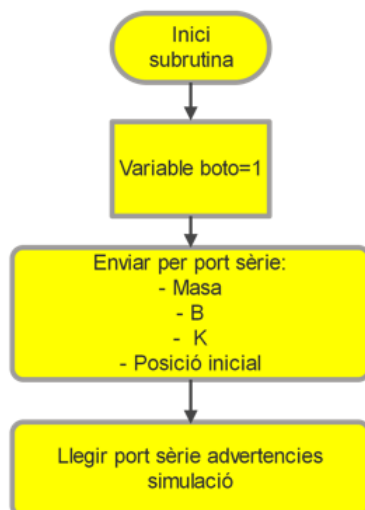 Inici
subrutina
Variable boto=1
Enviar per port sèrie:
- Masa
- B
- K
- Posició inicial
Llegir port sèrie advertencies
simulació